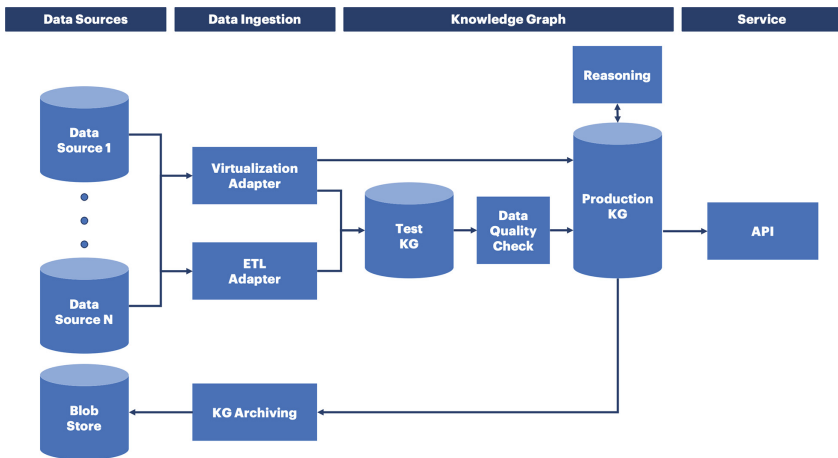 Data Sources
Data Ingestion
Knowledge Graph
Service
Reasoning
Data
Source 1
Virtualization
Adapter
Test
KG
Data
Quality
Check
Production
KG
API
ETL
Adapter
Data
Source N
Blob
Store
KG Archiving